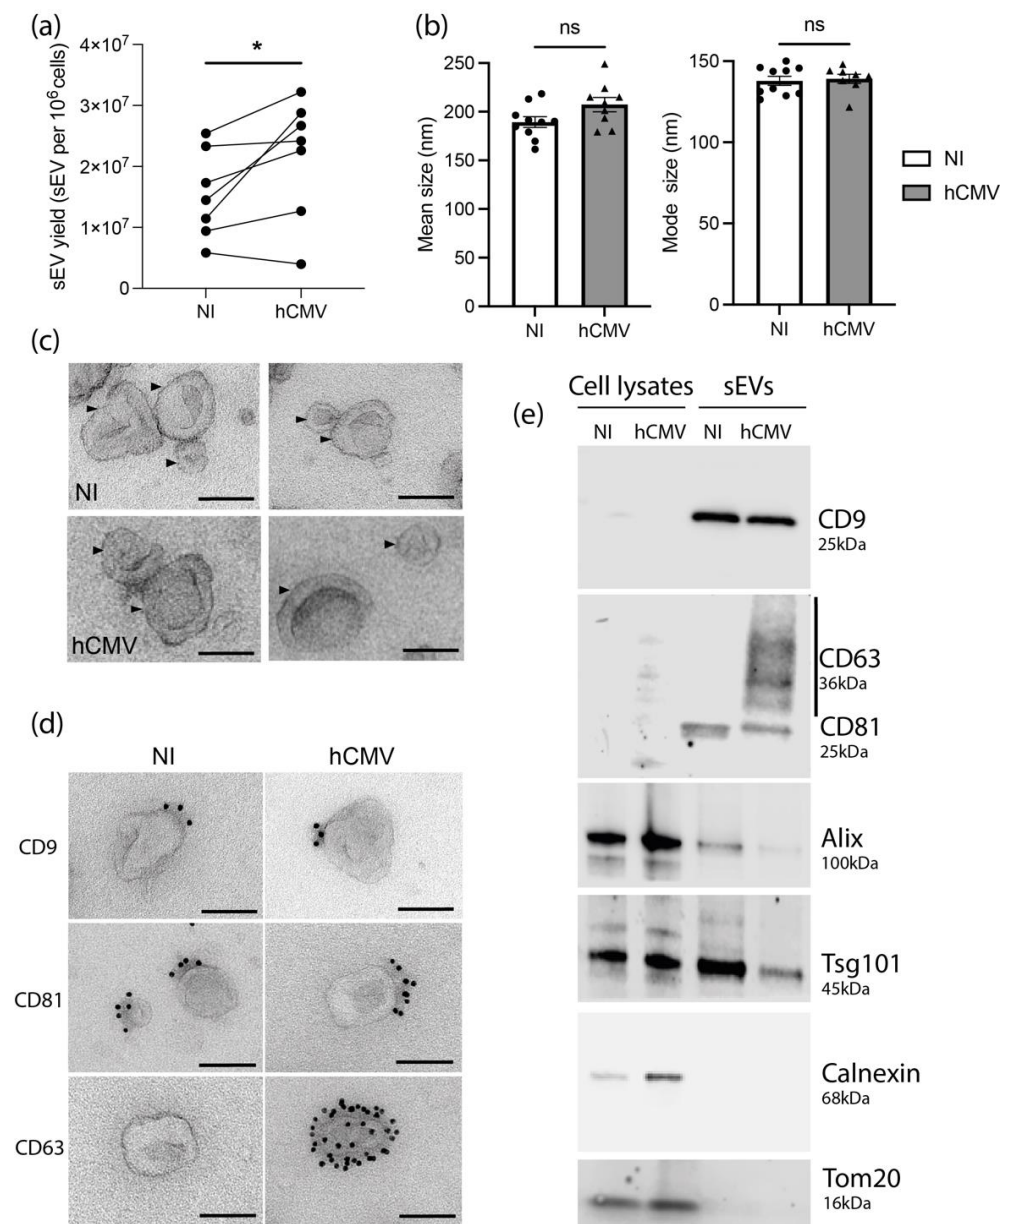 (a)
*
sEV yield (sEV per 10⁶cells)
4×10⁷
3×10⁷
2×10⁷
1×10⁷
0
NI hCMV
(b)
ns
Mean size (nm)
250
200
150
100
50
0
NI hCMV
ns
Mode size (nm)
150
100
50
0
NI hCMV
NI
hCMV
(c)
NI
hCMV
(d)
NI hCMV
CD9
CD81
CD63
(e)
Cell lysates sEVs
NI hCMV NI hCMV
CD9
25kDa
CD63
36kDa
CD81
25kDa
Alix
100kDa
Tsg101
45kDa
Calnexin
68kDa
Tom20
16kDa